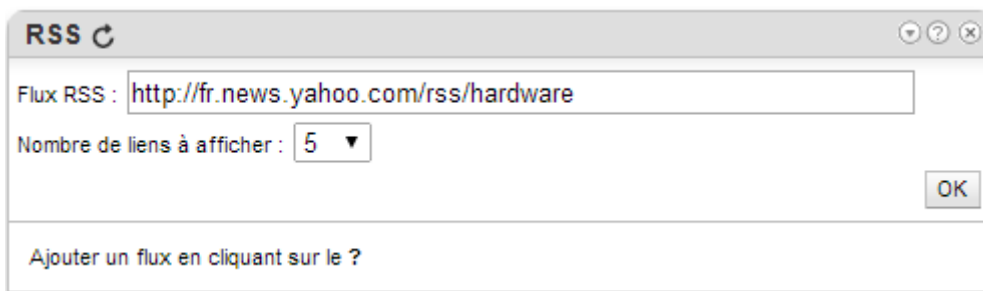 RSS
Flux RSS : http://fr.news.yahoo.com/rss/hardware
Nombre de liens à afficher : 5
OK
Ajouter un flux en cliquant sur le ?